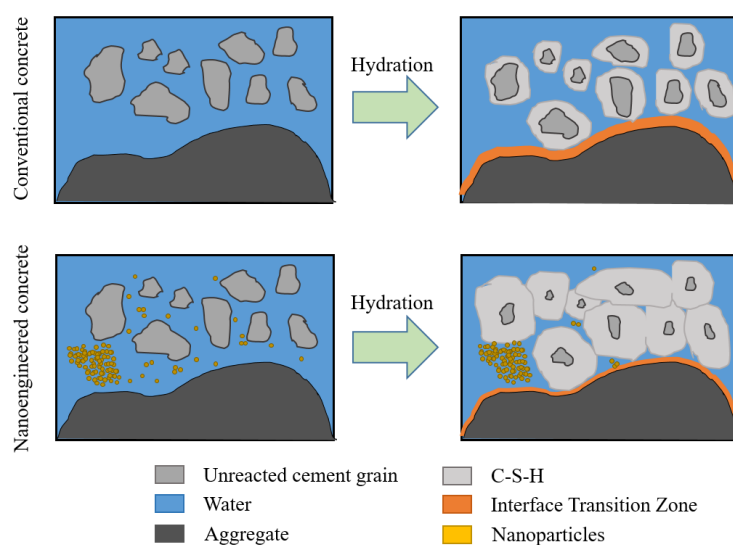 Conventional concrete
Hydration
Nanoengineered concrete
Hydration
Unreacted cement grain
Water
Aggregate
C-S-H
Interface Transition Zone
Nanoparticles